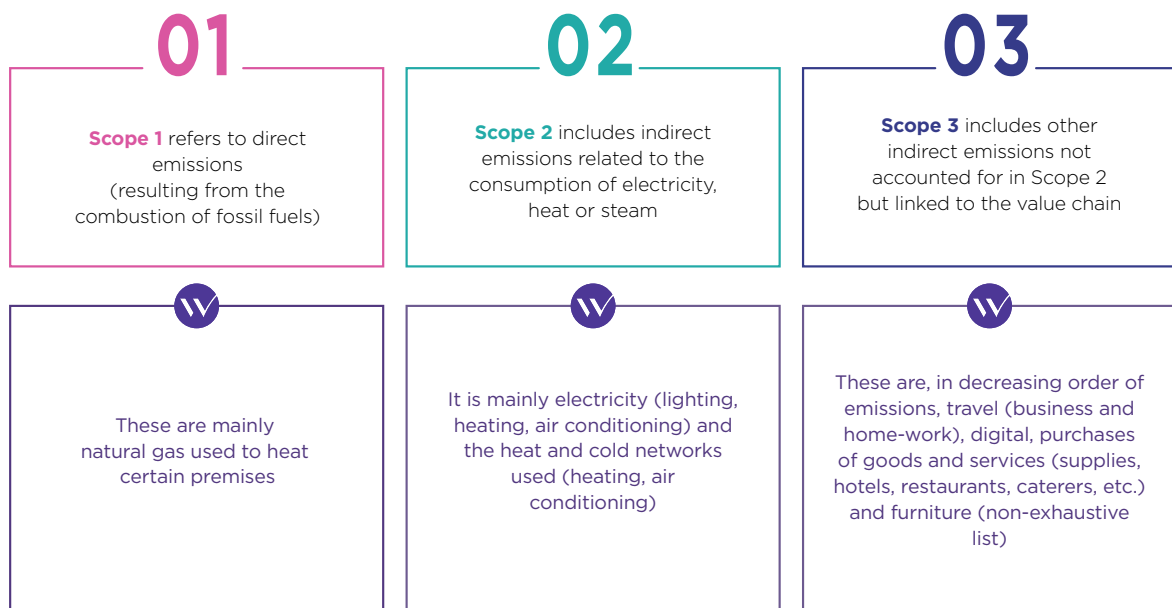 01
Scope 1 refers to direct
emissions
(resulting from the
combustion of fossil fuels)
02
Scope 2 includes indirect
emissions related to the
consumption of electricity,
heat or steam
03
Scope 3 includes other
indirect emissions not
accounted for in Scope 2
but linked to the value chain
These are mainly
natural gas used to heat
certain premises
It is mainly electricity (lighting,
heating, air conditioning) and
the heat and cold networks
used (heating, air
conditioning)
These are, in decreasing order of
emissions, travel (business and
home-work), digital, purchases
of goods and services (supplies,
hotels, restaurants, caterers, etc.)
and furniture (non-exhaustive
list)